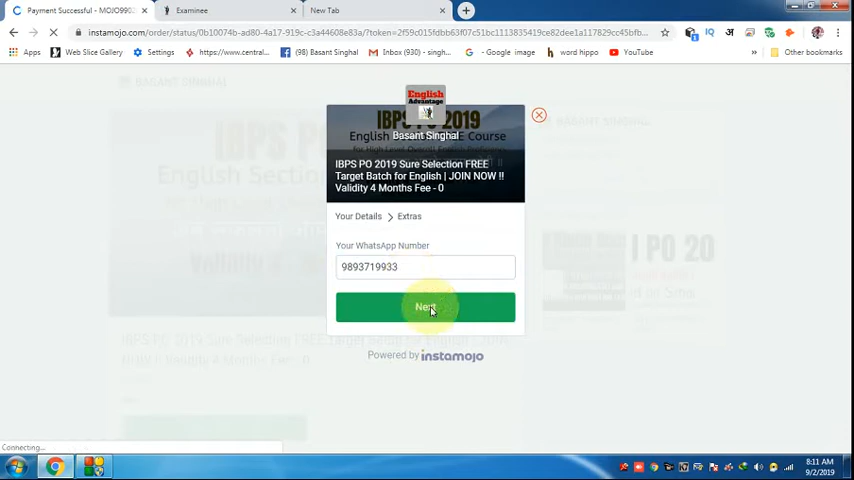 Payment Successful - MOJO990
Examinee
New Tab
instamojo.com/order/status/0b10074b-ad80-4a17-919c-c3a44608e83a/?token=2f59c015fdbb63f07c51bc1113835419ce82dee1a117829cc45bfb...
Apps
Web Slice Gallery
Settings
https://www.central...
(98) Basant Singhal
Inbox (930) - singh...
- Google image
word hippo
YouTube
Other bookmarks
BASANT SINGHAL
English
Advantage
IBPS PO 2019
Basant Singhal
IBPS PO 2019 Sure Selection FREE
Target Batch for English | JOIN NOW !!
Validity 4 Months Fee - 0
Your Details > Extras
Your WhatsApp Number
9893719933
Next
Powered by instamojo
Connecting...
8:11 AM
9/2/2019